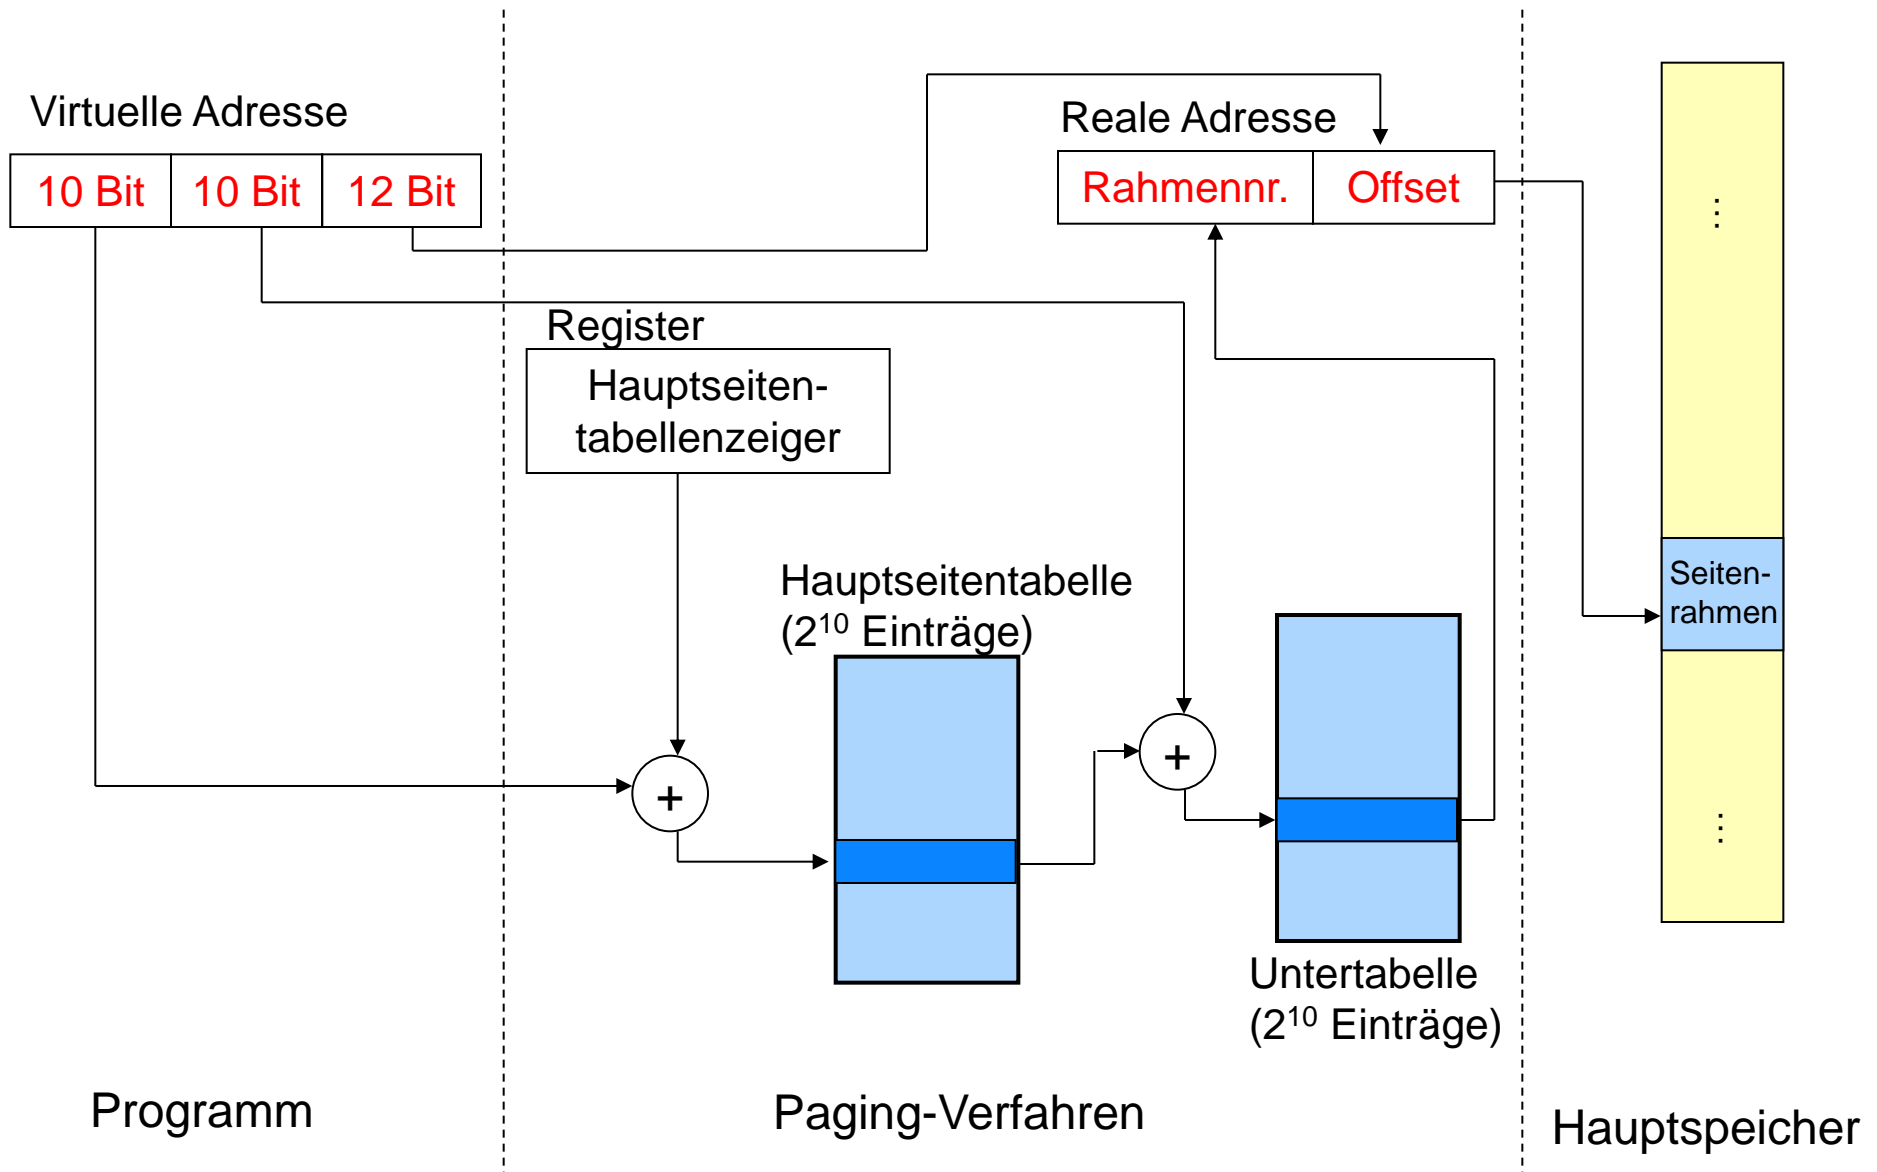 Virtuelle Adresse
10 Bit 10 Bit 12 Bit
Reale Adresse
Rahmennr. Offset
Register
Hauptseiten-
tabellenzeiger
Hauptseitentabelle
(2¹⁰ Einträge)
+
+
Untertabelle
(2¹⁰ Einträge)
...
Seiten-
rahmen
...
Programm
Paging-Verfahren
Hauptspeicher